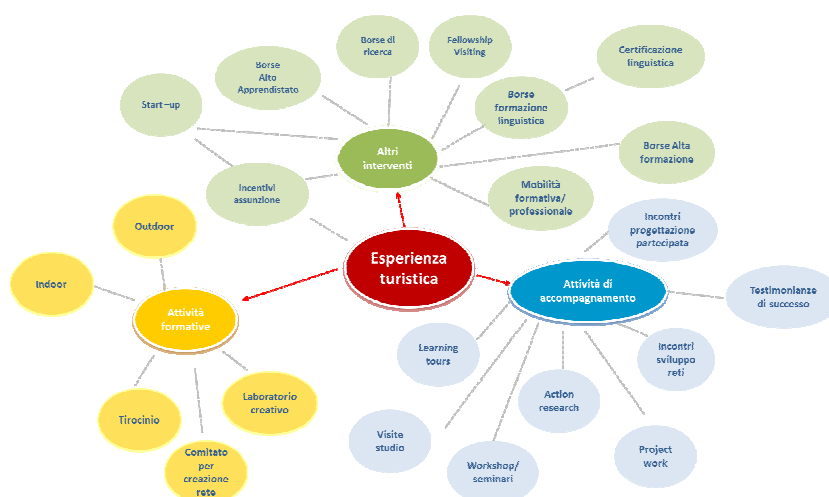 Borse di
ricerca
Fellowship
Visiting
Certificazione
linguistica
Borse
Alto
Apprendistato
Start –up
Borse
formazione
linguistica
Altri
interventi
Borse Alta
formazione
Incentivi
assunzione
Mobilità
formativa/
professionale
Outdoor
Incontri
progettazione
partecipata
Esperienza
turistica
Indoor
Attività di
accompagnamento
Testimonianze
di successo
Attività
formative
Learning
tours
Incontri
sviluppo
reti
Laboratorio
creativo
Action
research
Tirocinio
Visite
studio
Project
work
Comitato
per
creazione
rete
Workshop/
seminari